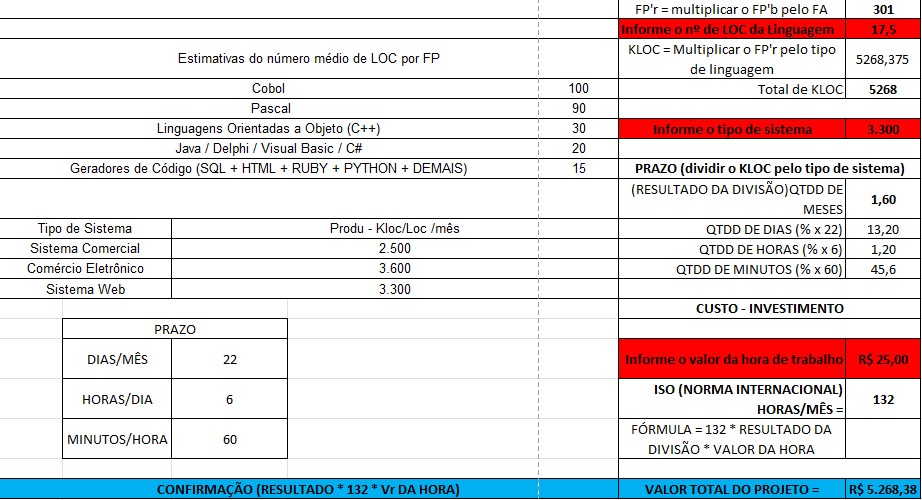 FP'r = multiplicar o FP'b pelo FA 301
Informe o nº de LOC da Linguagem 17,5
Estimativas do número médio de LOC por FP
KLOC = Multiplicar o FP'r pelo tipo
de linguagem
5268,375
Cobol 100
Total de KLOC 5268
Pascal 90
Linguagens Orientadas a Objeto (C++) 30
Informe o tipo de sistema 3.300
Java / Delphi / Visual Basic / C# 20
Geradores de Código (SQL + HTML + RUBY + PYTHON + DEMAIS) 15
PRAZO (dividir o KLOC pelo tipo de sistema)
(RESULTADO DA DIVISÃO)QTDD DE
MESES
1,60
Tipo de Sistema Produ - Kloc/Loc /mês
QTDD DE DIAS (% x 22) 13,20
Sistema Comercial 2.500
QTDD DE HORAS (% x 6) 1,20
Comércio Eletrônico 3.600
QTDD DE MINUTOS (% x 60) 45,6
Sistema Web 3.300
CUSTO - INVESTIMENTO
PRAZO
DIAS/MÊS 22
Informe o valor da hora de trabalho R$ 25,00
HORAS/DIA 6
ISO (NORMA INTERNACIONAL)
HORAS/MÊS =
132
MINUTOS/HORA 60
FÓRMULA = 132 * RESULTADO DA
DIVISÃO * VALOR DA HORA
CONFIRMAÇÃO (RESULTADO * 132 * Vr DA HORA)
VALOR TOTAL DO PROJETO = R$ 5.268,38